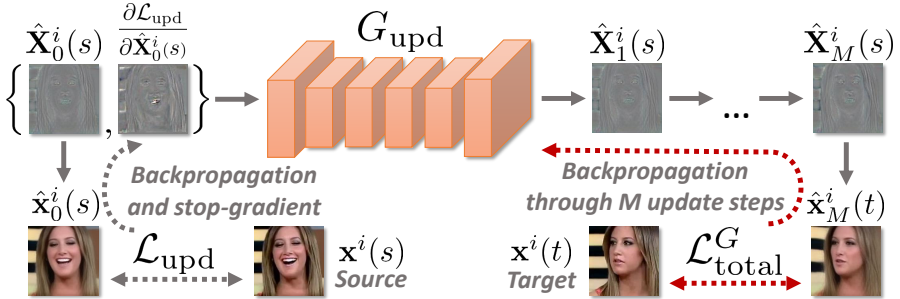 X̂₀ⁱ(s)
∂ℒ_upd / ∂X̂₀ⁱ(s)
G_upd
X̂₁ⁱ(s)
X̂_Mⁱ(s)
{ , }
...
x̂₀ⁱ(s)
Backpropagation
and stop-gradient
Backpropagation
through M update steps
x̂_Mⁱ(t)
ℒ_upd
xⁱ(s)
Source
xⁱ(t)
Target
ℒ_total^G